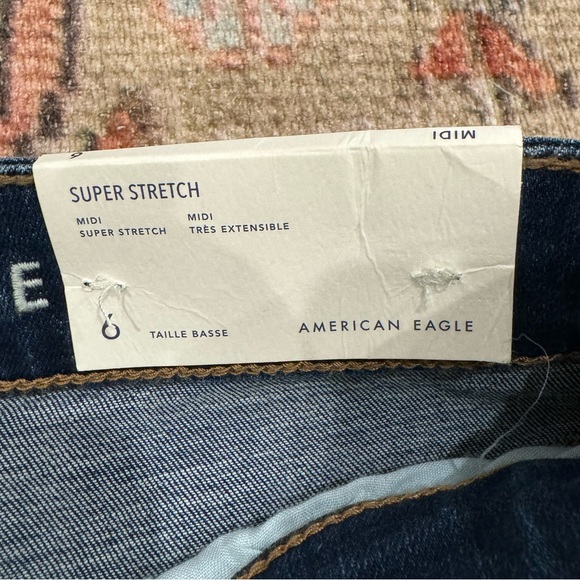 MIDI
SUPER STRETCH
MIDI MIDI
SUPER STRETCH TRÈS EXTENSIBLE
E
6 TAILLE BASSE AMERICAN EAGLE